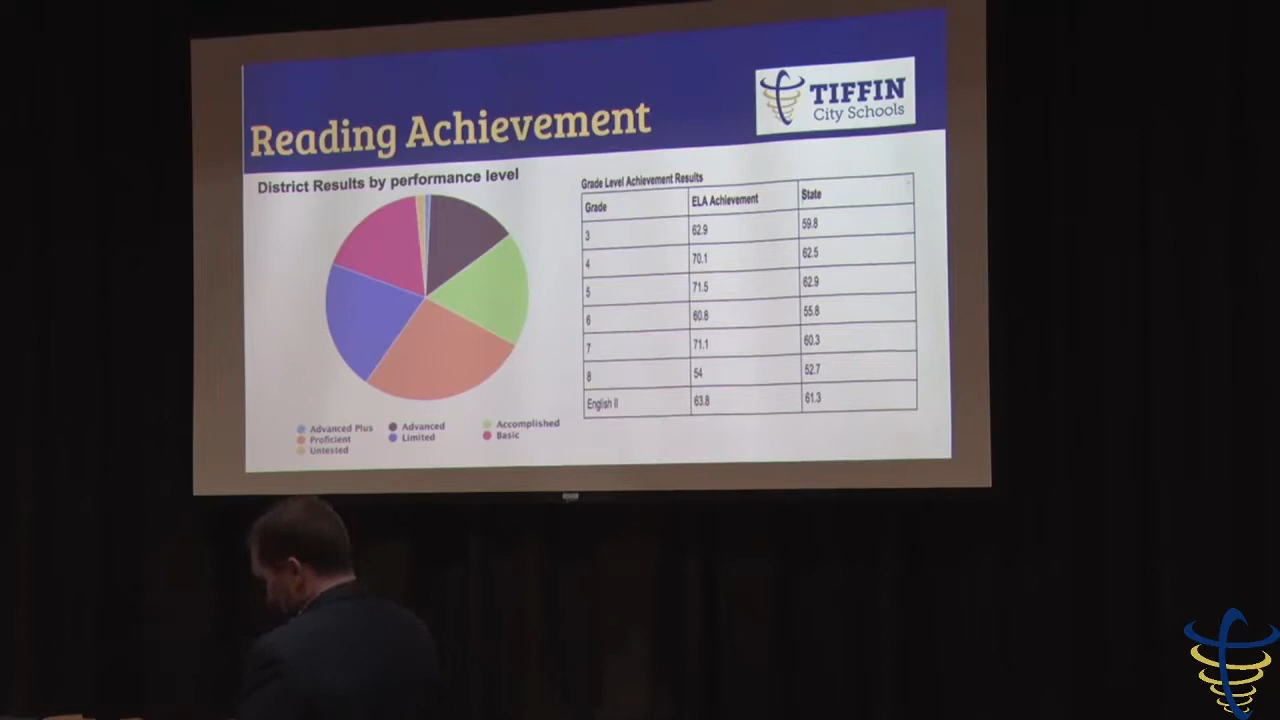 Reading Achievement
TIFFIN
City Schools
District Results by performance level
Advanced Plus Advanced Accomplished
Proficient Limited Basic
Untested
Grade Level Achievement Results
Grade ELA Achievement State
3 62.9 59.8
4 70.1 62.5
5 71.5 62.9
6 60.8 55.8
7 71.1 60.3
8 54 52.7
English II 63.8 61.3